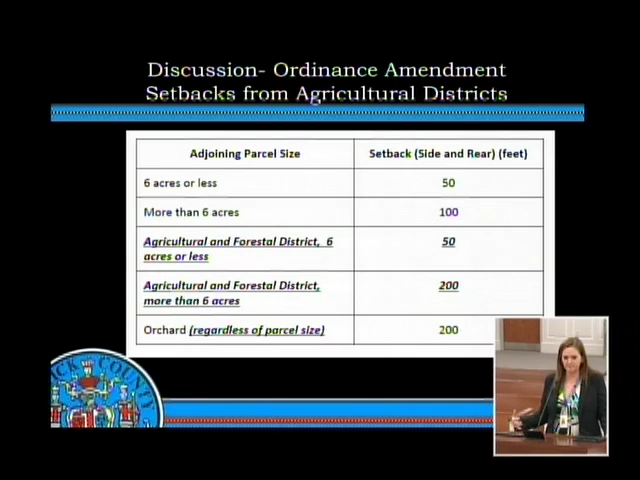 Discussion- Ordinance Amendment
Setbacks from Agricultural Districts
Adjoining Parcel Size Setback (Side and Rear) (feet)
6 acres or less 50
More than 6 acres 100
Agricultural and Forestal District, 6 50
acres or less
Agricultural and Forestal District, 200
more than 6 acres
Orchard (regardless of parcel size) 200
ICK COUNTY